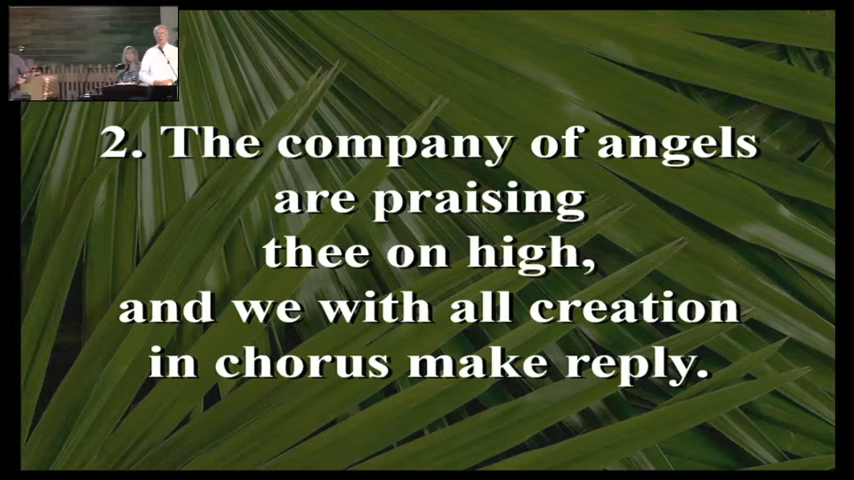 2. The company of angels
are praising
thee on high,
and we with all creation
in chorus make reply.